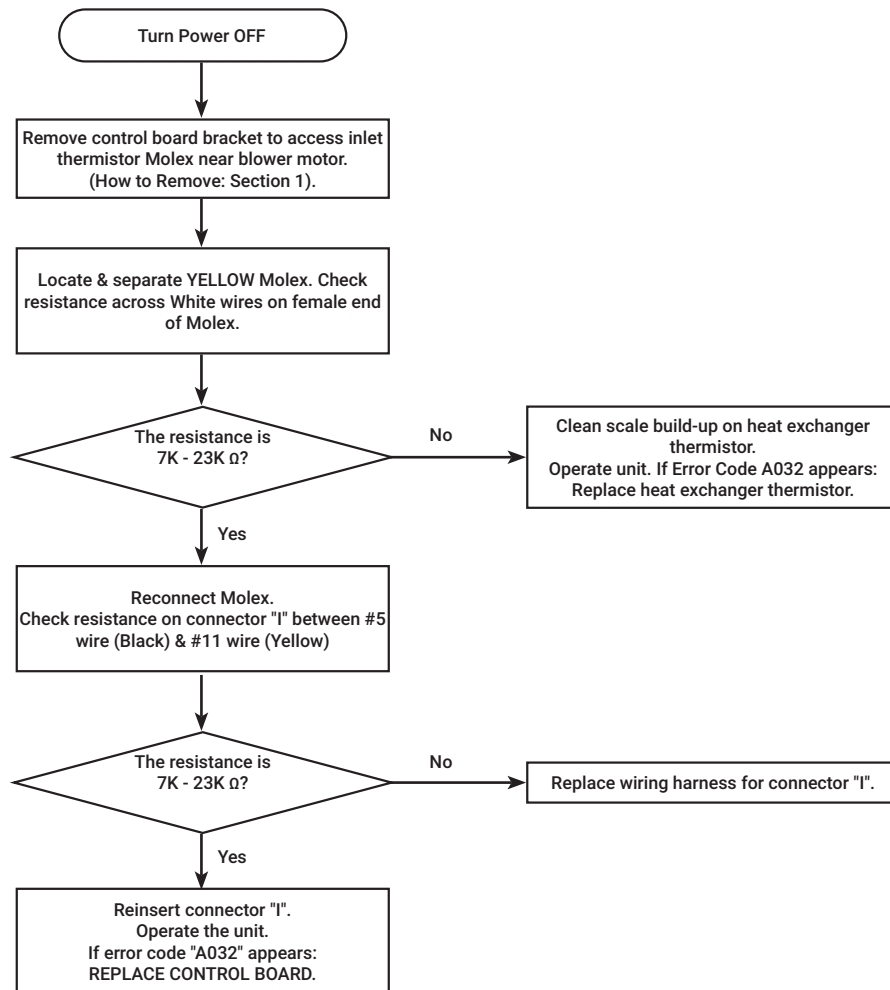 Turn Power OFF
Remove control board bracket to access inlet
thermistor Molex near blower motor.
(How to Remove: Section 1).
Locate & separate YELLOW Molex. Check
resistance across White wires on female end
of Molex.
The resistance is
7K - 23K Ω?
No
Clean scale build-up on heat exchanger
thermistor.
Operate unit. If Error Code A032 appears:
Replace heat exchanger thermistor.
Yes
Reconnect Molex.
Check resistance on connector "I" between #5
wire (Black) & #11 wire (Yellow)
The resistance is
7K - 23K Ω?
No
Replace wiring harness for connector "I".
Yes
Reinsert connector "I".
Operate the unit.
If error code "A032" appears:
REPLACE CONTROL BOARD.